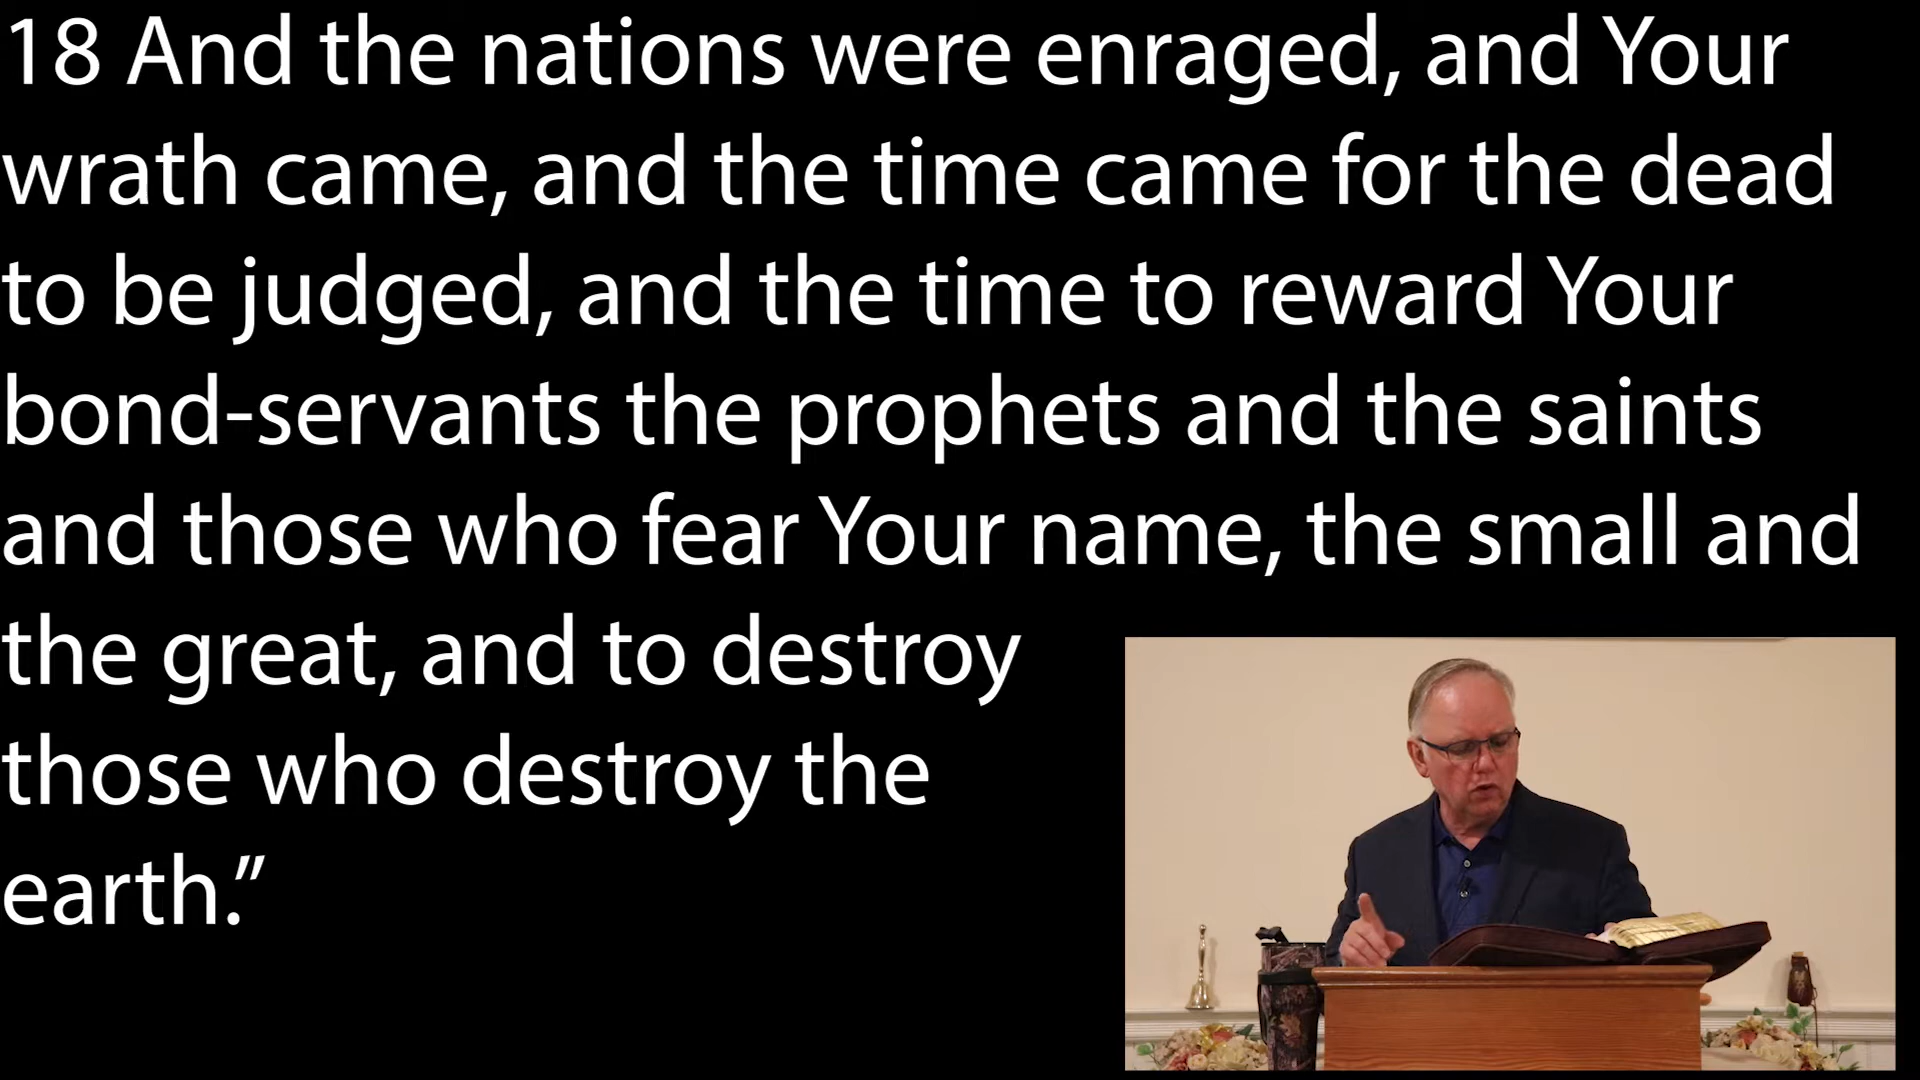 18 And the nations were enraged, and Your
wrath came, and the time came for the dead
to be judged, and the time to reward Your
bond-servants the prophets and the saints
and those who fear Your name, the small and
the great, and to destroy
those who destroy the
earth.”